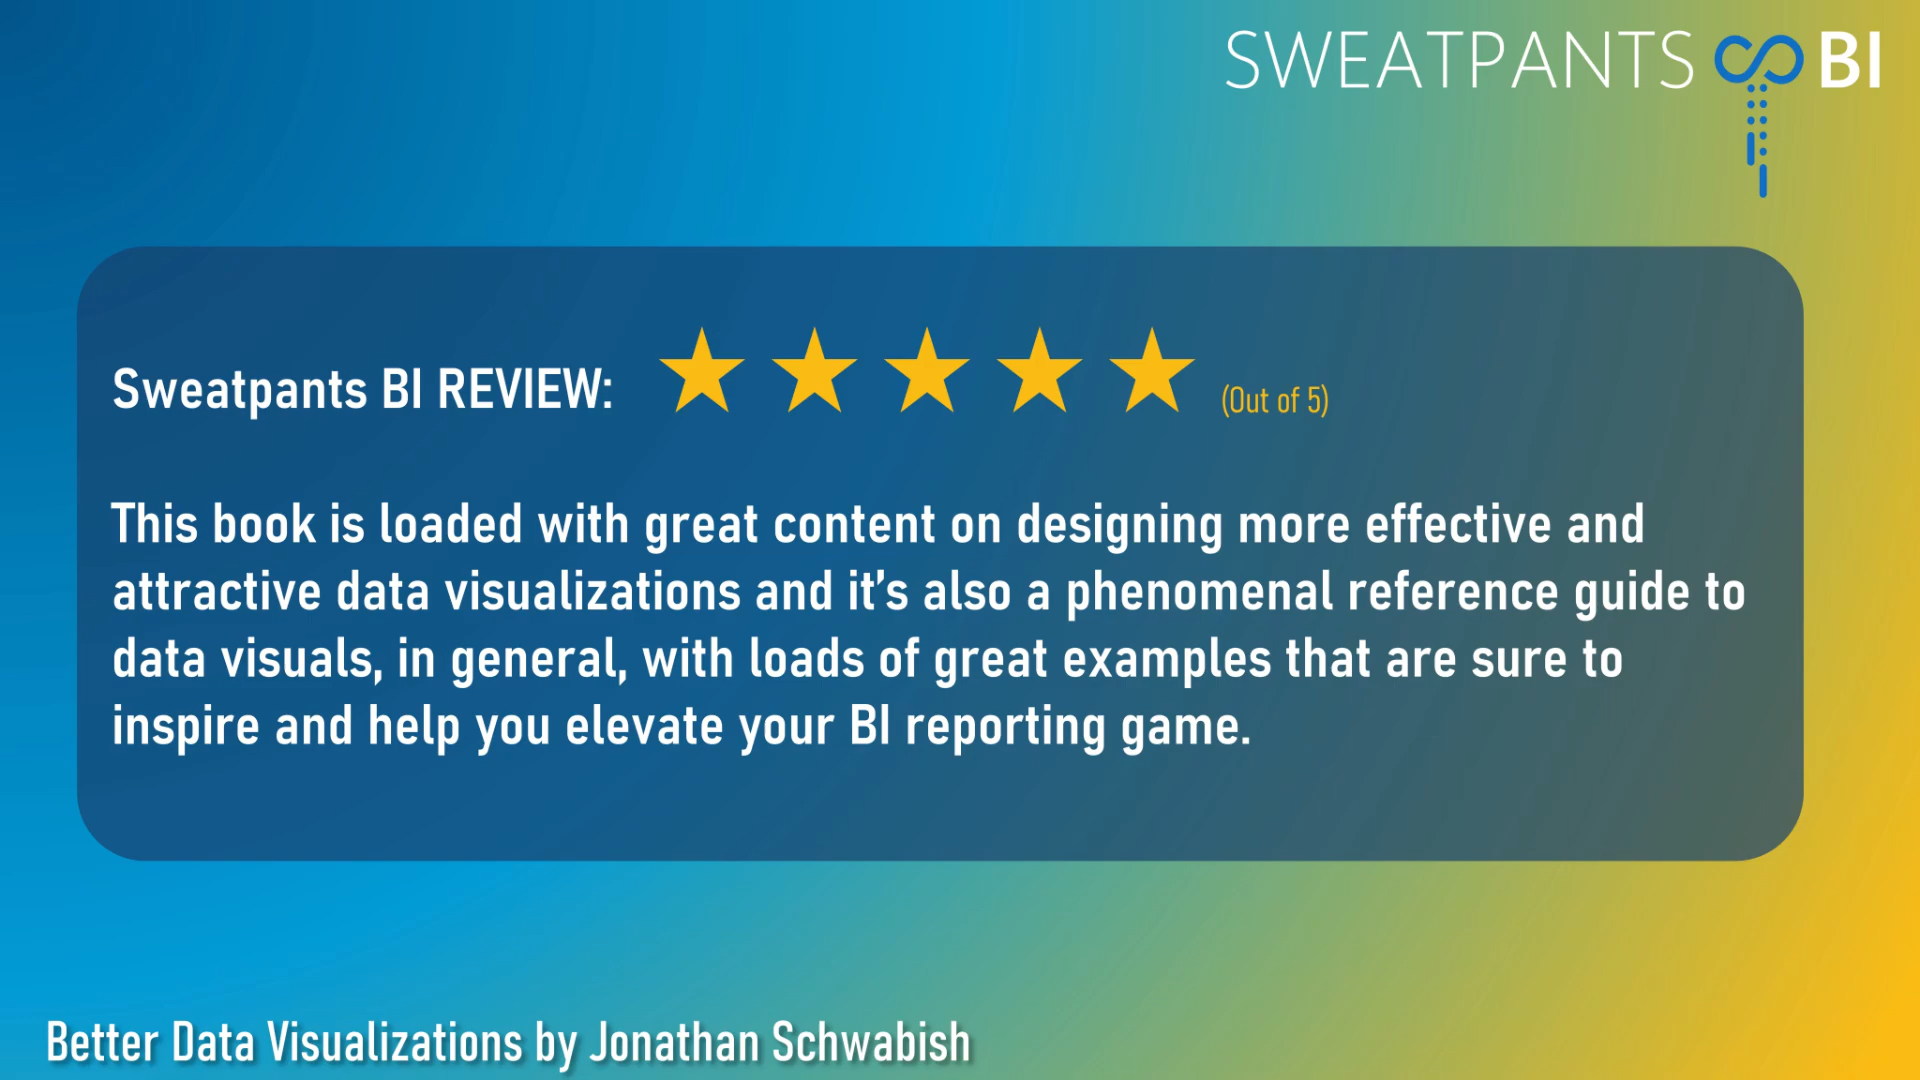 SWEATPANTS BI
Sweatpants BI REVIEW:
(Out of 5)
This book is loaded with great content on designing more effective and
attractive data visualizations and it’s also a phenomenal reference guide to
data visuals, in general, with loads of great examples that are sure to
inspire and help you elevate your BI reporting game.
Better Data Visualizations by Jonathan Schwabish